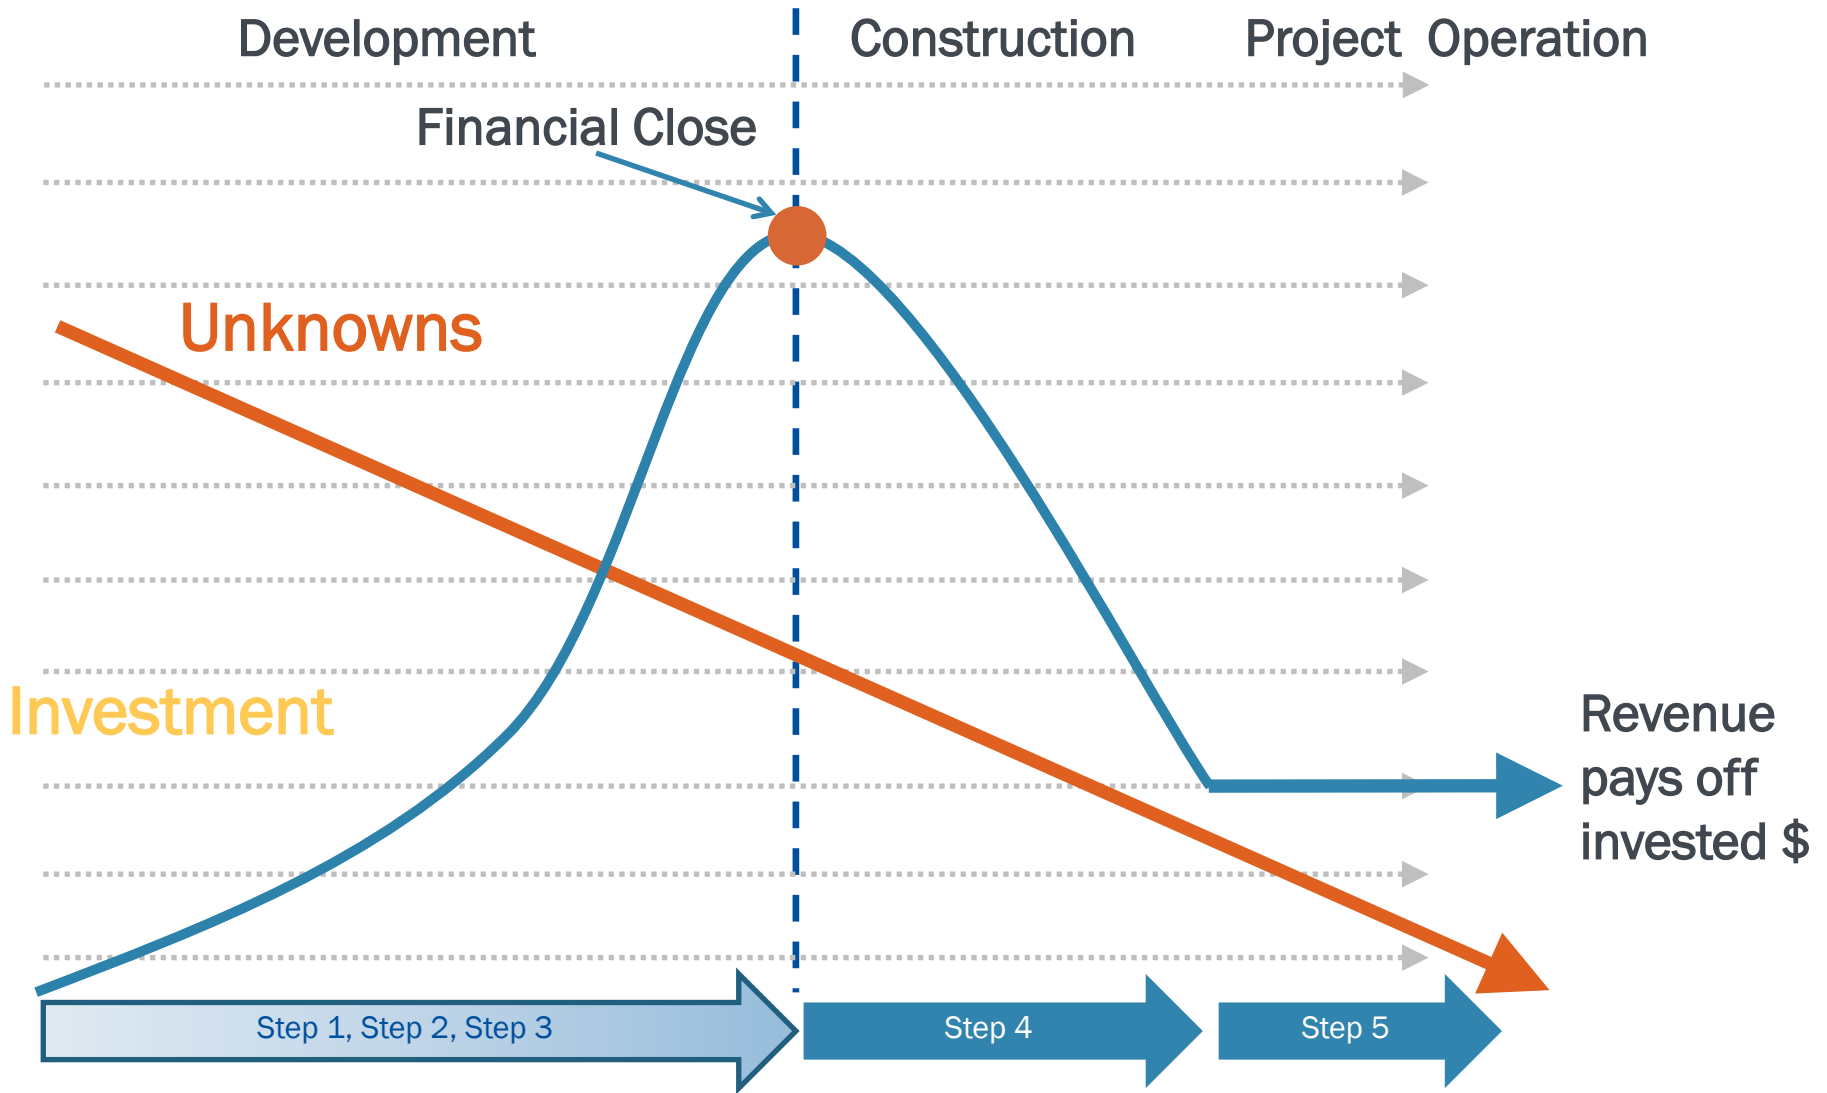 Development
Construction
Project Operation
Financial Close
Unknowns
Investment
Revenue
pays off
invested $
Step 1, Step 2, Step 3
Step 4
Step 5